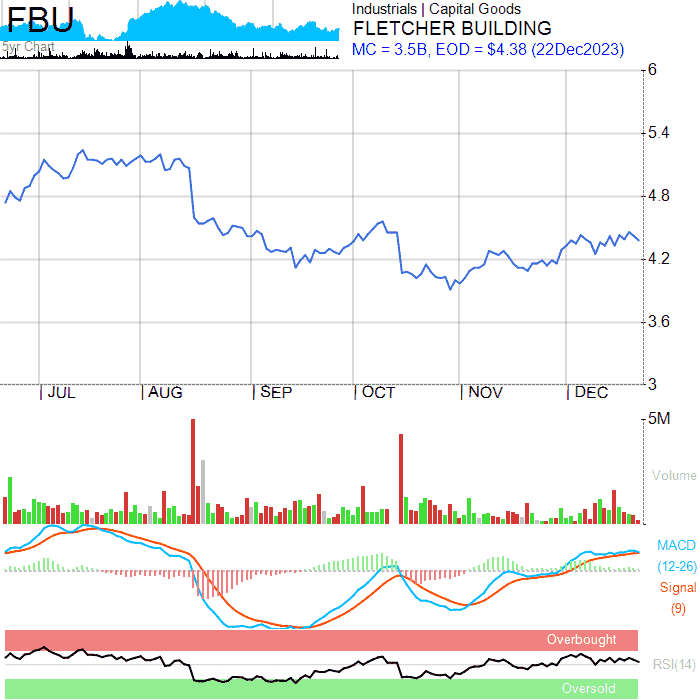 FBU
5yr Chart
Industrials | Capital Goods
FLETCHER BUILDING
MC = 3.5B, EOD = $4.38 (22Dec2023)
6
5.4
4.8
4.2
3.6
3
JUL AUG SEP OCT NOV DEC
5M
Volume
MACD
(12-26)
Signal
(9)
Overbought
RSI(14)
Oversold